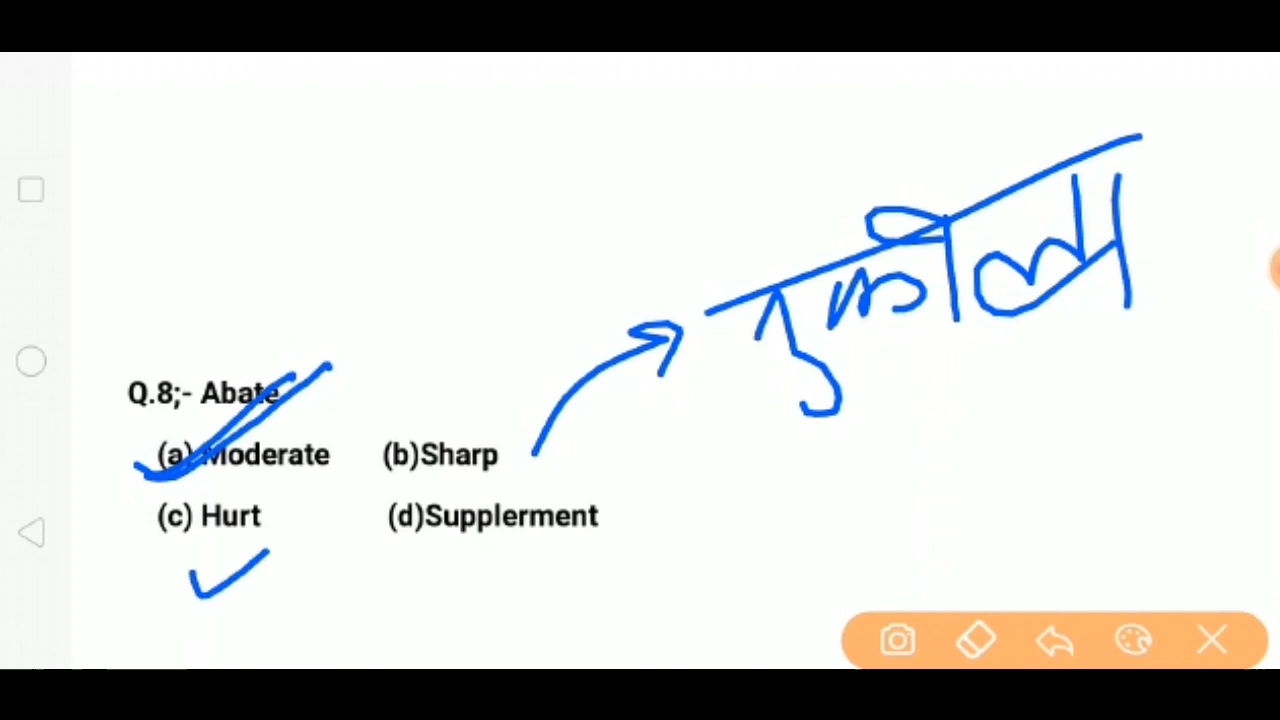 Q.8;- Abate
(a) Moderate (b)Sharp
(c) Hurt (d)Supplerment